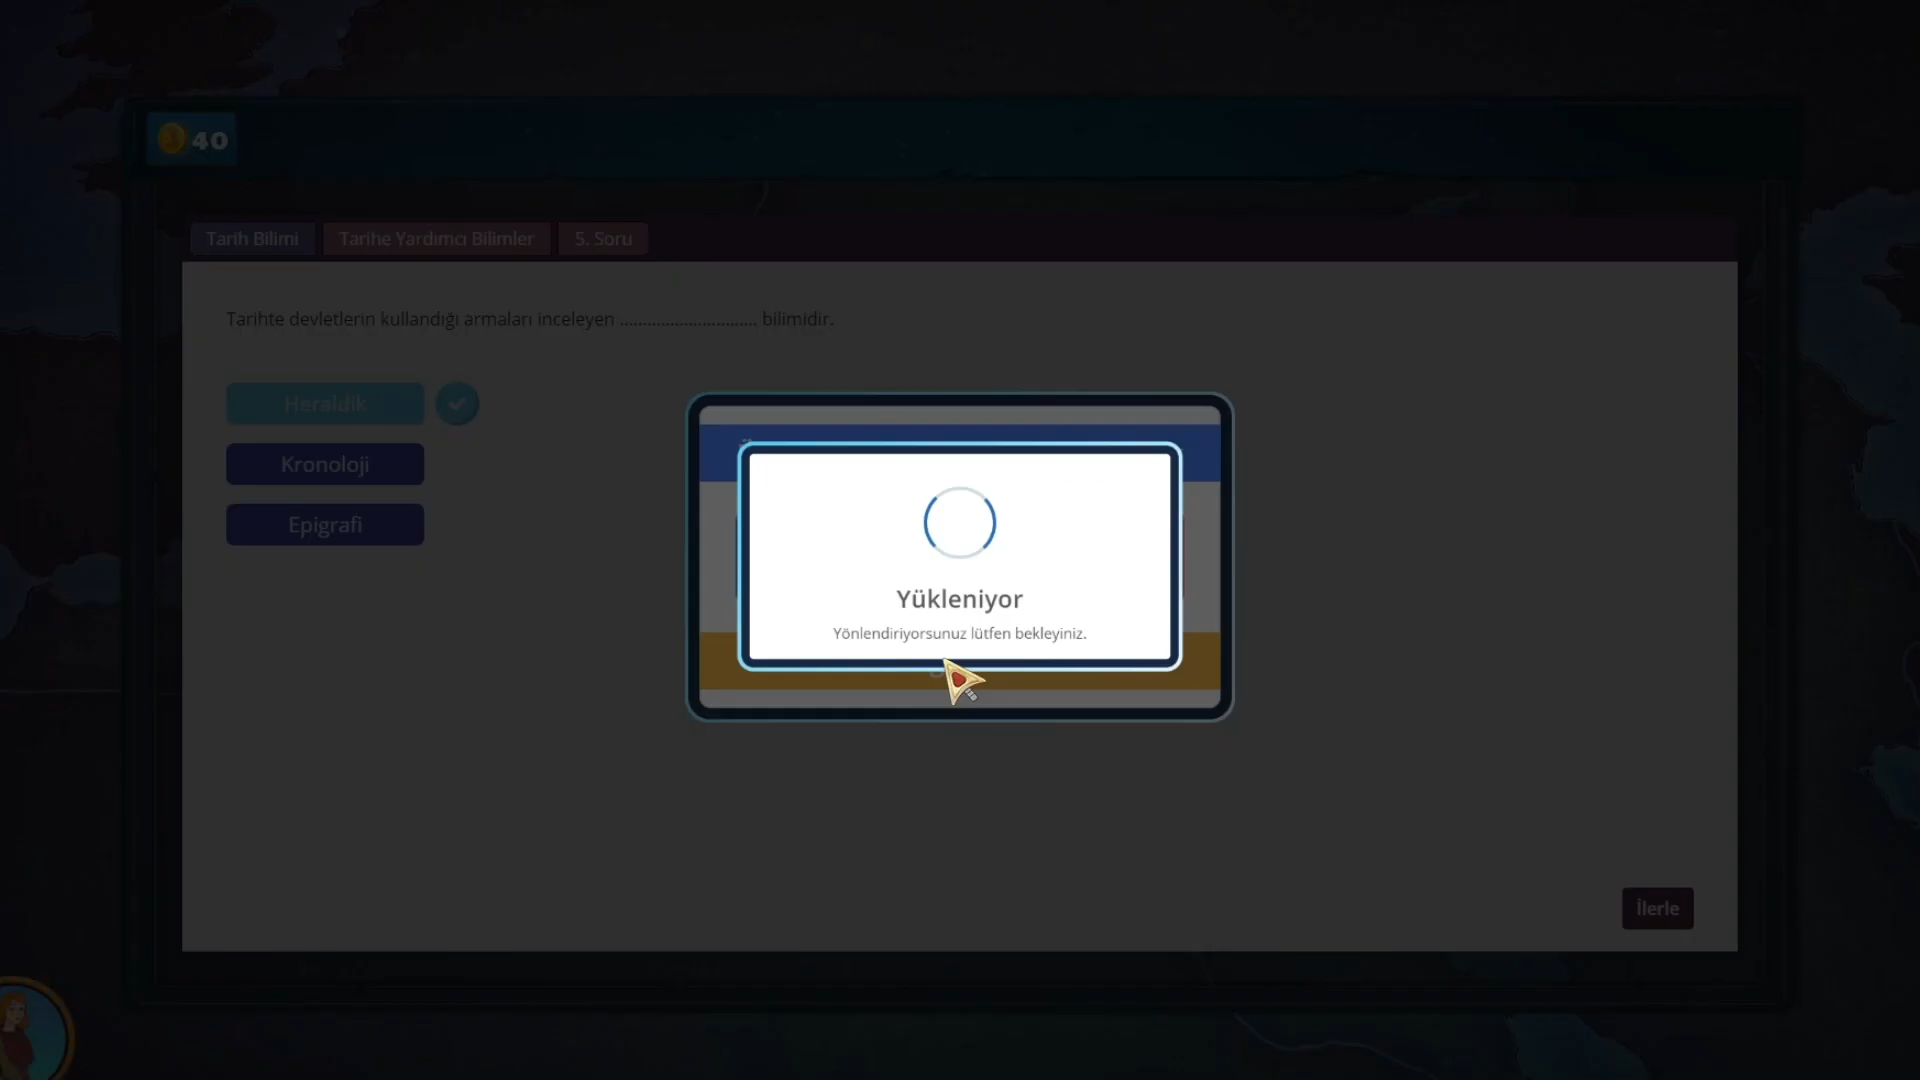 40
Tarih Bilimi
Tarihe Yardımcı Bilimler
5. Soru
Tarihte devletlerin kullandığı armaları inceleyen ............................ bilimidir.
Heraldik
Kronoloji
Epigrafi
Yükleniyor
Yönlendiriyorsunuz lütfen bekleyiniz.
İlerle